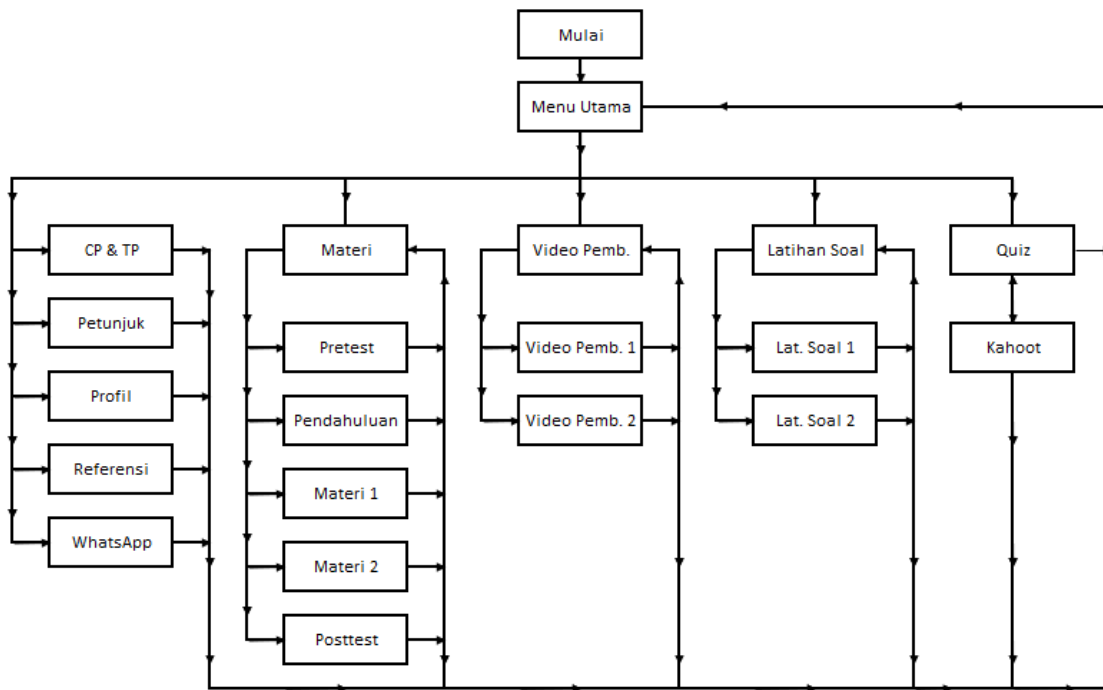 Mulai
Menu Utama
CP & TP
Materi
Video Pemb.
Latihan Soal
Quiz
Petunjuk
Pretest
Video Pemb. 1
Lat. Soal 1
Kahoot
Profil
Pendahuluan
Video Pemb. 2
Lat. Soal 2
Referensi
Materi 1
WhatsApp
Materi 2
Posttest